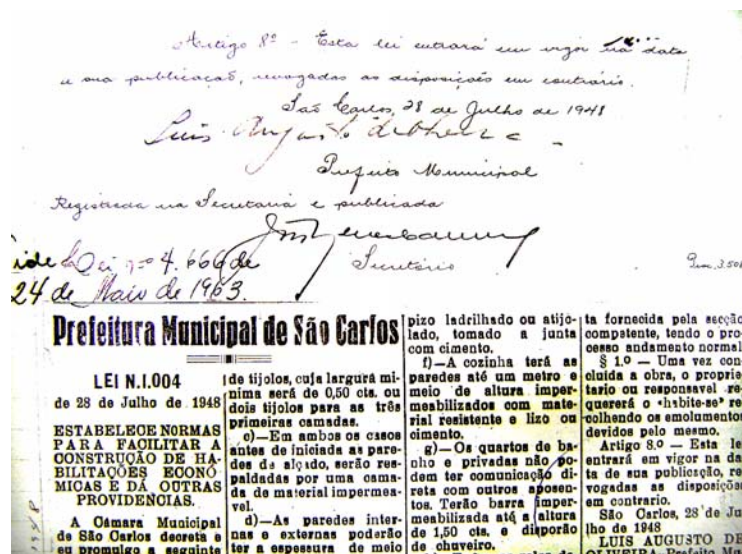 Artigo 8º - Esta lei entrará em vigor na data
e sua publicação, revogadas as disposições em contrário.
São Carlos, 28 de Julho de 1948
Luis Augusto de Oliveira
Prefeito Municipal
Registrada na Secretaria e publicada
Secretário
ide Lei nº 4.666 de
24 de Maio de 1963.
Prefeitura Municipal de São Carlos
LEI N.1.004
de 28 de Julho de 1948
ESTABELECE NORMAS
PARA FACILITAR A
CONSTRUÇÃO DE HA-
BILITAÇÕES ECONÔ
MICAS E DÁ OUTRAS
PROVIDENCIAS.
A Câmara Municipal
de São Carlos decreta e
eu promulgo a seguinte
de tijolos, cuja largura mi-
nima será de 0,50 cts. ou
dois tijolos para as três
primeiras camadas.
c)—Em ambos os casos
antes de iniciada as pare-
des de alçado, serão res-
paldadas por uma cama-
da de material impermea-
vel.
d)—As paredes inter-
nas e externas poderão
ter a espessura de meio
pizo ladrilhado ou atijo-
lado, tomado a junta
com cimento.
f)—A cozinha terá as
paredes até um metro e
meio de altura imper-
meabilizados com mate-
rial resistente e lizo ou
cimento.
g)—Os quartos de ba-
nho e privadas não po-
dem ter comunicação di-
reta com outros aposen-
tos. Terão barra imper-
meabilizada até a altura
de 1,50 cts. e disporão
de chuveiro.
ta fornecida pela secção
competente, tendo o pro-
cesso andamento normal
§ 1.º — Uma vez con-
cluida a obra, o proprie-
tario ou responsavel re-
quererá o «habite-se» re-
colhendo os emolumentos
devidos pelo mesmo.
Artigo 8.º — Esta le
entrará em vigor na da
ta de sua publicação, re
vogadas as disposições
em contrario.
São Carlos, 28 de Ju
lho de 1948
LUIS AUGUSTO DE
OLIVEIRA—Prefeito Mu